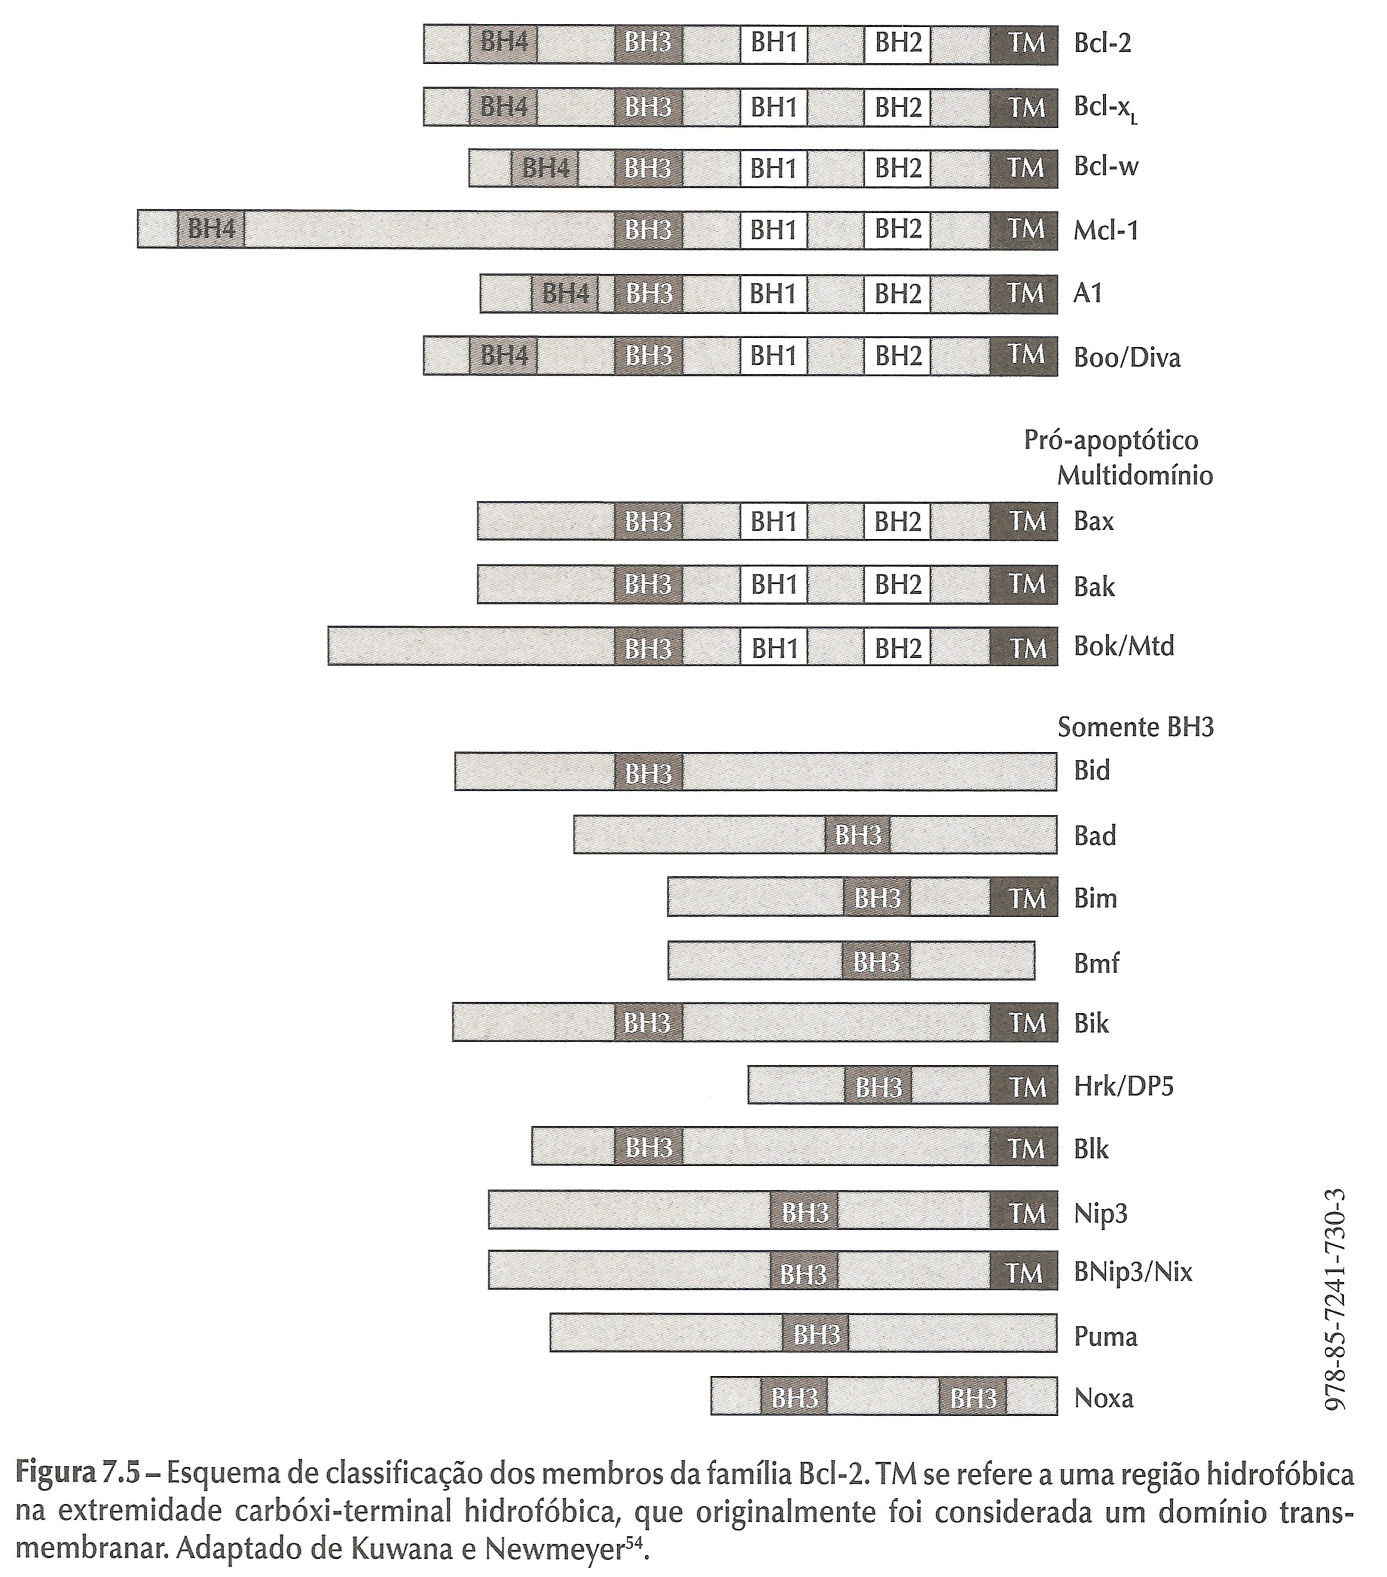 BH4 BH3 BH1 BH2 TM Bcl-2
BH4 BH3 BH1 BH2 TM Bcl-xL
BH4 BH3 BH1 BH2 TM Bcl-w
BH4 BH3 BH1 BH2 TM Mcl-1
BH4 BH3 BH1 BH2 TM A1
BH4 BH3 BH1 BH2 TM Boo/Diva
Pró-apoptótico
Multidomínio
BH3 BH1 BH2 TM Bax
BH3 BH1 BH2 TM Bak
BH3 BH1 BH2 TM Bok/Mtd
Somente BH3
BH3 Bid
BH3 Bad
BH3 TM Bim
BH3 Bmf
BH3 TM Bik
BH3 TM Hrk/DP5
BH3 TM Blk
BH3 TM Nip3
BH3 TM BNip3/Nix
BH3 Puma
BH3 BH3 Noxa
978-85-7241-730-3
Figura 7.5 – Esquema de classificação dos membros da família Bcl-2. TM se refere a uma região hidrofóbica
na extremidade carbóxi-terminal hidrofóbica, que originalmente foi considerada um domínio trans-
membranar. Adaptado de Kuwana e Newmeyer54.